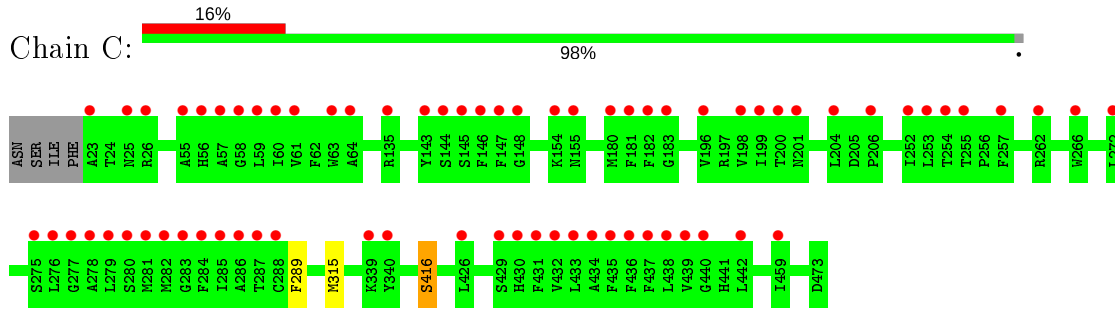 16%
Chain C:
98%
ASN SER ILE PHE A23 T24 N25 R26 A55 H56 A57 G58 L59 I60 V61 F62 W63 A64 R135 Y143 S144 S145 F146 F147 G148 K154 N155 M180 F181 F182 G183 V196 R197 V198 I199 T200 N201 L204 D205 P206 I252 L253 T254 T255 P256 F257 R262 W266
S275 L276 G277 A278 L279 S280 M281 M282 G283 F284 I285 A286 T287 C288 F289 M315 K339 Y340 S416 L426 S429 H430 F431 V432 L433 A434 F435 F436 F437 L438 V439 G440 H441 L442 I459 D473